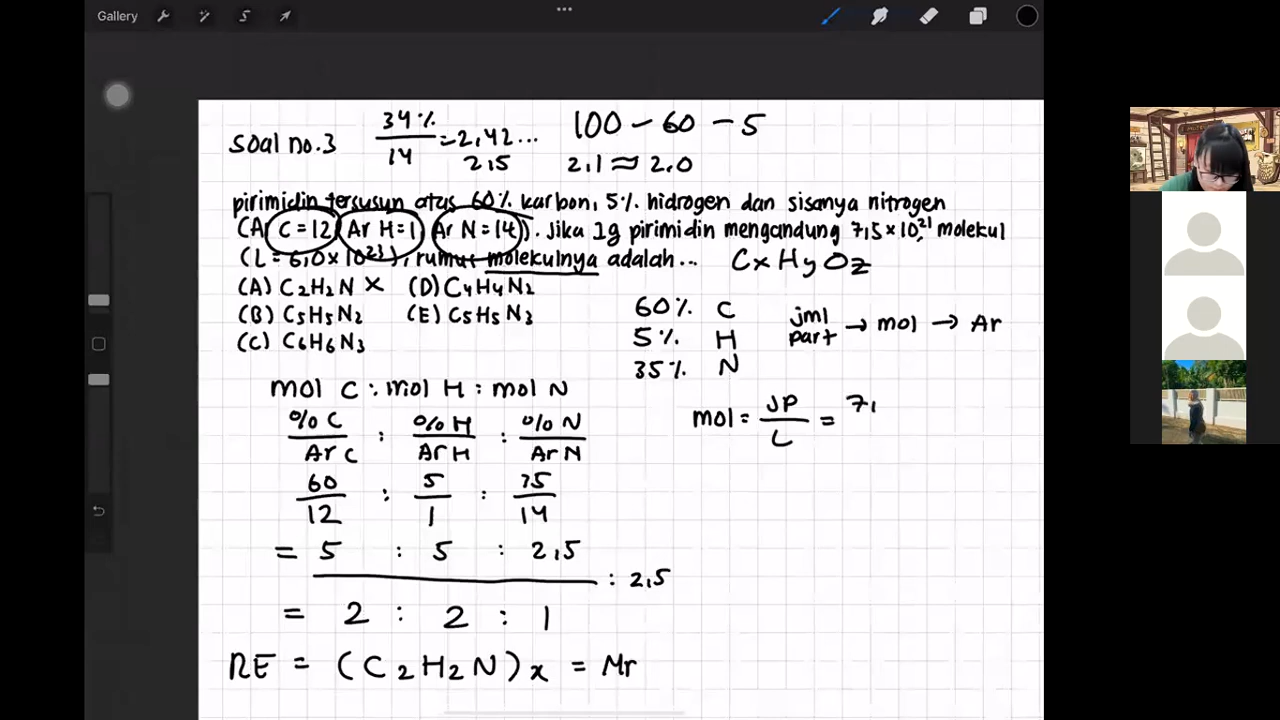 Gallery
soal no.3
34%
14
=2,42...
2,5
100 - 60 - 5
2,1 ≈ 2,0
pirimidin tersusun atas 60% karbon, 5% hidrogen dan sisanya nitrogen
(A C = 12, Ar H = 1, Ar N = 14). Jika 1g pirimidin mengandung 7,5 × 10²¹ molekul
(L = 6,0 × 10²³), rumus molekulnya adalah... CxHyOz
(A) C2H2N × (D) C4H4N2
(B) C5H5N2 (E) C5H5N3
(C) C6H6N3
60% C
5% H
35% N
jml part → mol → Ar
mol C : mol H : mol N
%C / Ar C : %H / Ar H : %N / Ar N
mol = JP / L = 7,
60/12 : 5/1 : 35/14
= 5 : 5 : 2,5
: 2,5
= 2 : 2 : 1
RE = (C2H2N)x = Mr